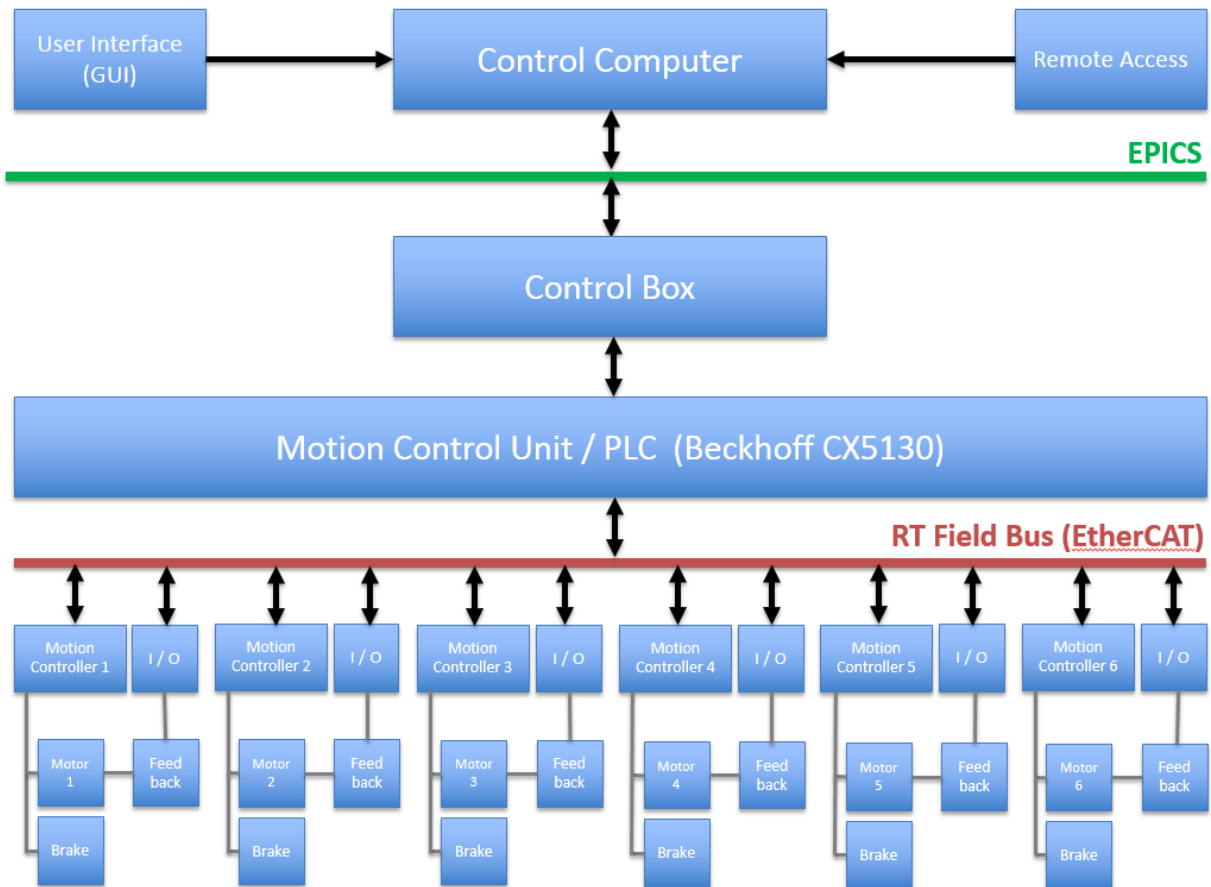 User Interface
(GUI)
Control Computer
Remote Access
EPICS
Control Box
Motion Control Unit / PLC (Beckhoff CX5130)
RT Field Bus (EtherCAT)
Motion
Controller 1
I / O
Motion
Controller 2
I / O
Motion
Controller 3
I / O
Motion
Controller 4
I / O
Motion
Controller 5
I / O
Motion
Controller 6
I / O
Motor
1
Feed
back
Motor
2
Feed
back
Motor
3
Feed
back
Motor
4
Feed
back
Motor
5
Feed
back
Motor
6
Feed
back
Brake
Brake
Brake
Brake
Brake
Brake